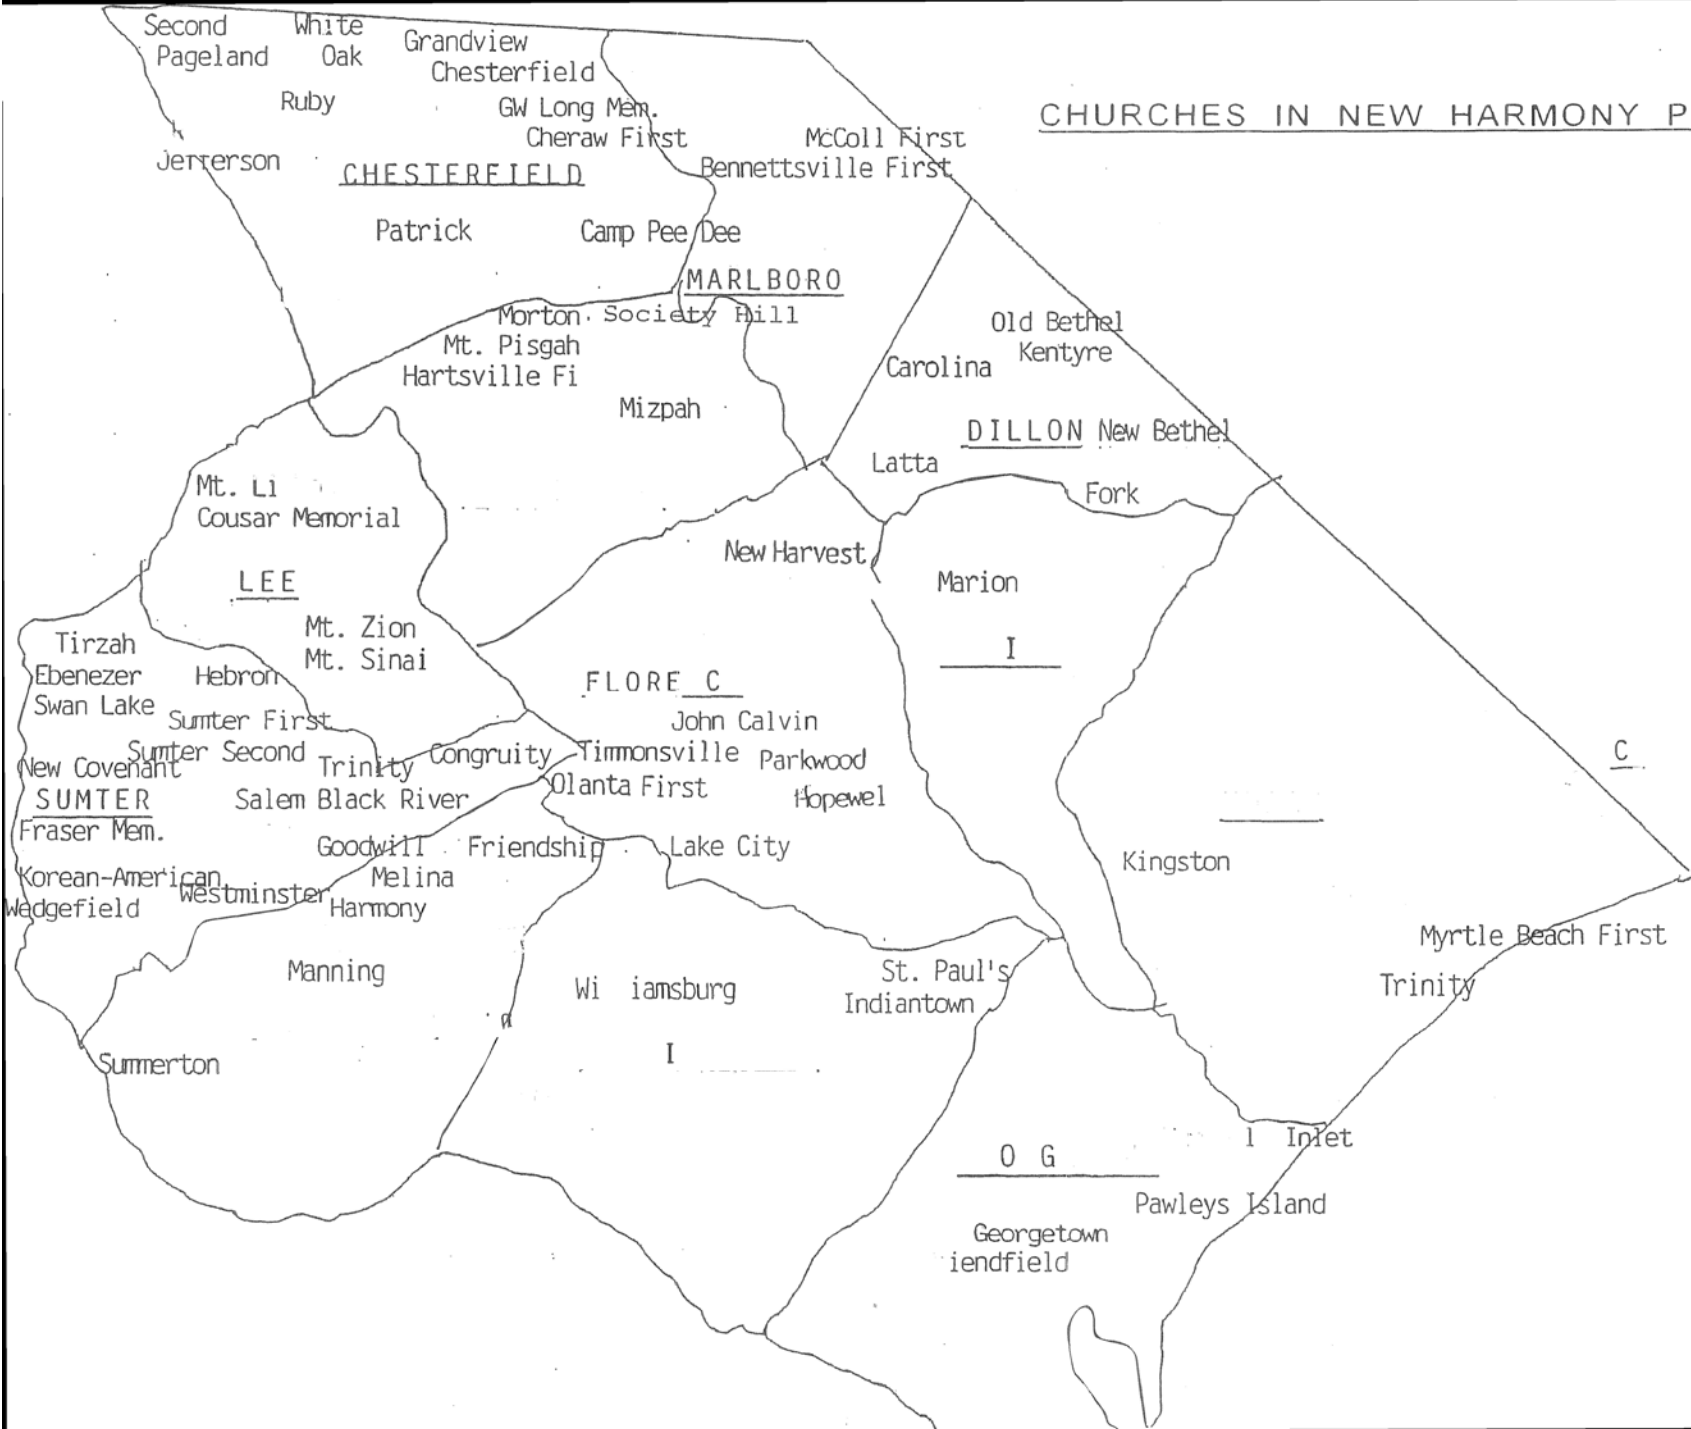 Second White
Grandview
Pageland Oak
Chesterfield
Ruby
GW Long Mem.
CHURCHES IN NEW HARMONY P
Cheraw First
McColl First
Jefferson
CHESTERFIELD
Bennettsville First
Patrick
Camp Pee Dee
MARLBORO
Morton Society Hill
Old Bethel
Mt. Pisgah
Kentyre
Hartsville Fi
Carolina
Mizpah
DILLON New Bethel
Latta
Mt. Li
Fork
Cousar Memorial
New Harvest
LEE
Marion
Mt. Zion
Tirzah
Mt. Sinai
I
Ebenezer
Hebron
FLORE C
Swan Lake
Sumter First
John Calvin
Sumter Second
Congruity
Timmonsville
Parkwood
C
New Covenant
Trinity
SUMTER
Salem Black River
Olanta First
Hopewel
Fraser Mem.
Goodwill
Friendship
Lake City
Kingston
Korean-American
Westminster
Melina
Wedgefield
Harmony
Myrtle Beach First
Manning
Wi iamsburg
St. Paul's
Trinity
Indiantown
Summerton
I
l Inlet
O G
Pawleys Island
Georgetown
iendfield